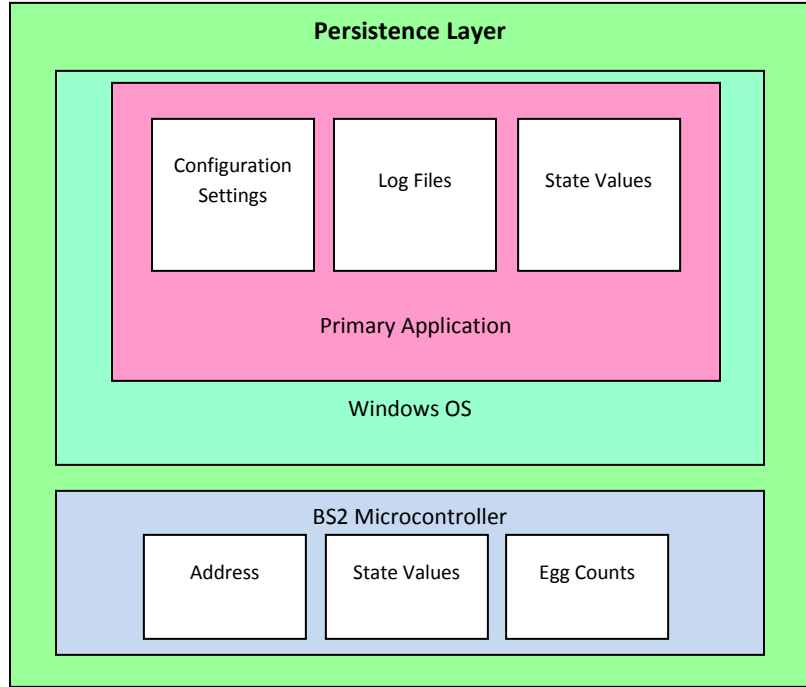 Persistence Layer
Configuration
Settings
Log Files
State Values
Primary Application
Windows OS
BS2 Microcontroller
Address
State Values
Egg Counts